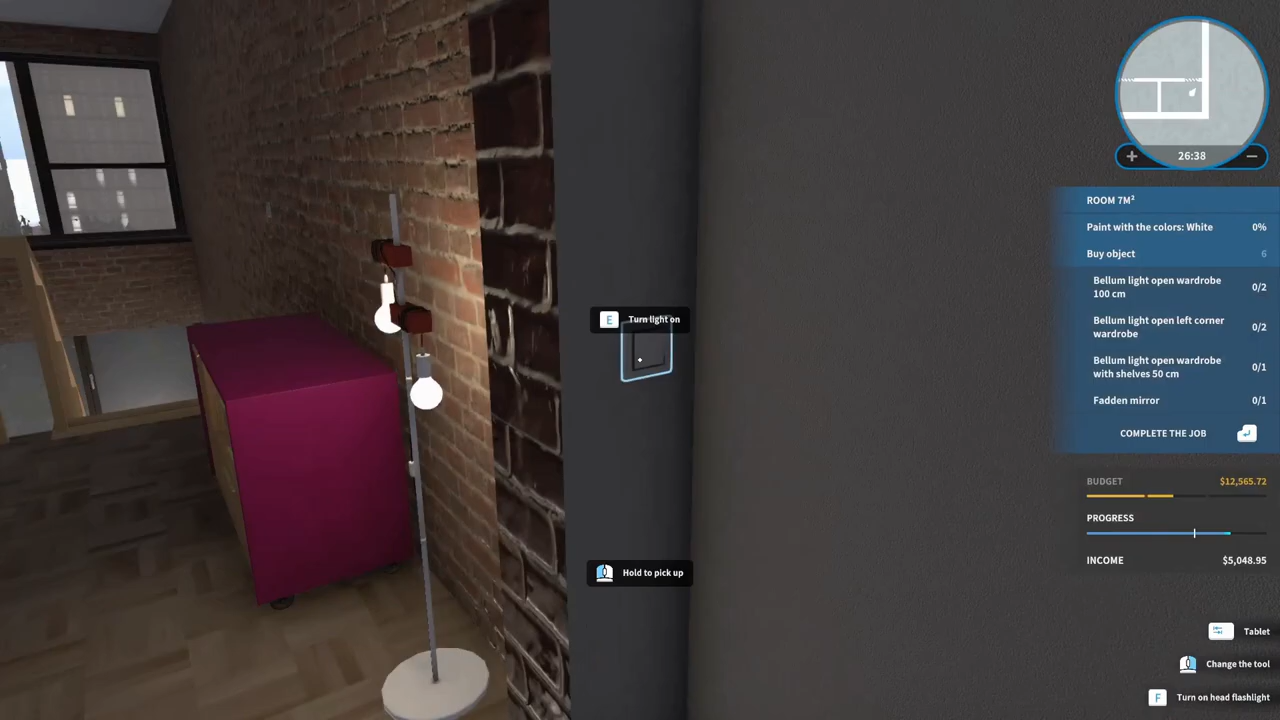 26:38
ROOM 7M²
Paint with the colors: White 0%
Buy object 6
Bellum light open wardrobe
100 cm 0/2
Bellum light open left corner
wardrobe 0/2
Bellum light open wardrobe
with shelves 50 cm 0/1
Fadden mirror 0/1
COMPLETE THE JOB
BUDGET $12,565.72
PROGRESS
INCOME $5,048.95
E Turn light on
Hold to pick up
Tablet
Change the tool
F Turn on head flashlight